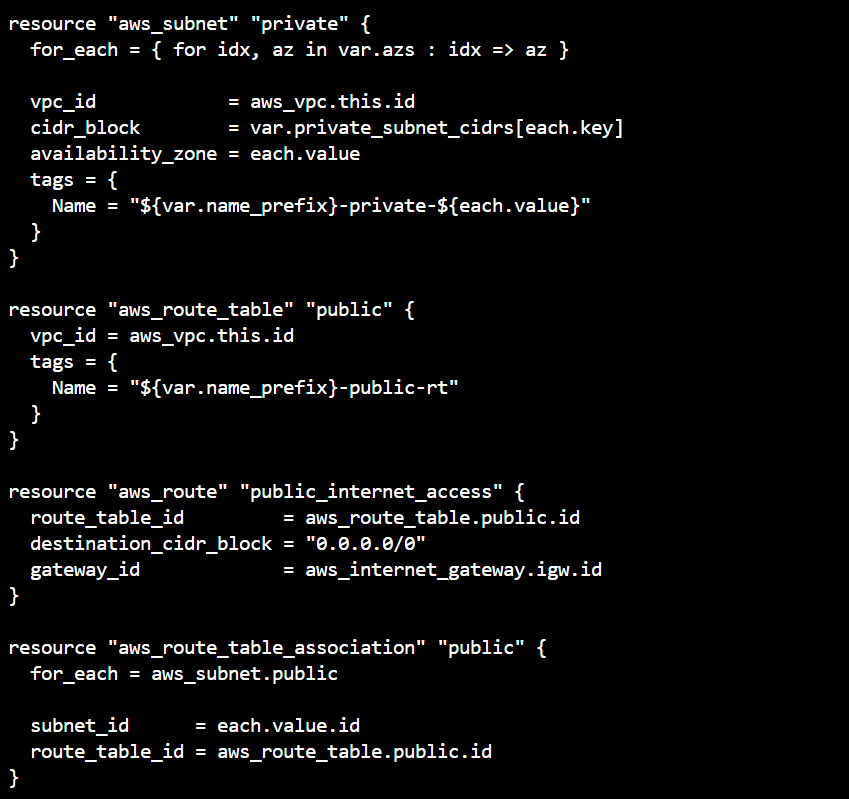 resource "aws_subnet" "private" {
  for_each = { for idx, az in var.azs : idx => az }

  vpc_id            = aws_vpc.this.id
  cidr_block        = var.private_subnet_cidrs[each.key]
  availability_zone = each.value
  tags = {
    Name = "${var.name_prefix}-private-${each.value}"
  }
}

resource "aws_route_table" "public" {
  vpc_id = aws_vpc.this.id
  tags = {
    Name = "${var.name_prefix}-public-rt"
  }
}

resource "aws_route" "public_internet_access" {
  route_table_id         = aws_route_table.public.id
  destination_cidr_block = "0.0.0.0/0"
  gateway_id             = aws_internet_gateway.igw.id
}

resource "aws_route_table_association" "public" {
  for_each = aws_subnet.public

  subnet_id      = each.value.id
  route_table_id = aws_route_table.public.id
}